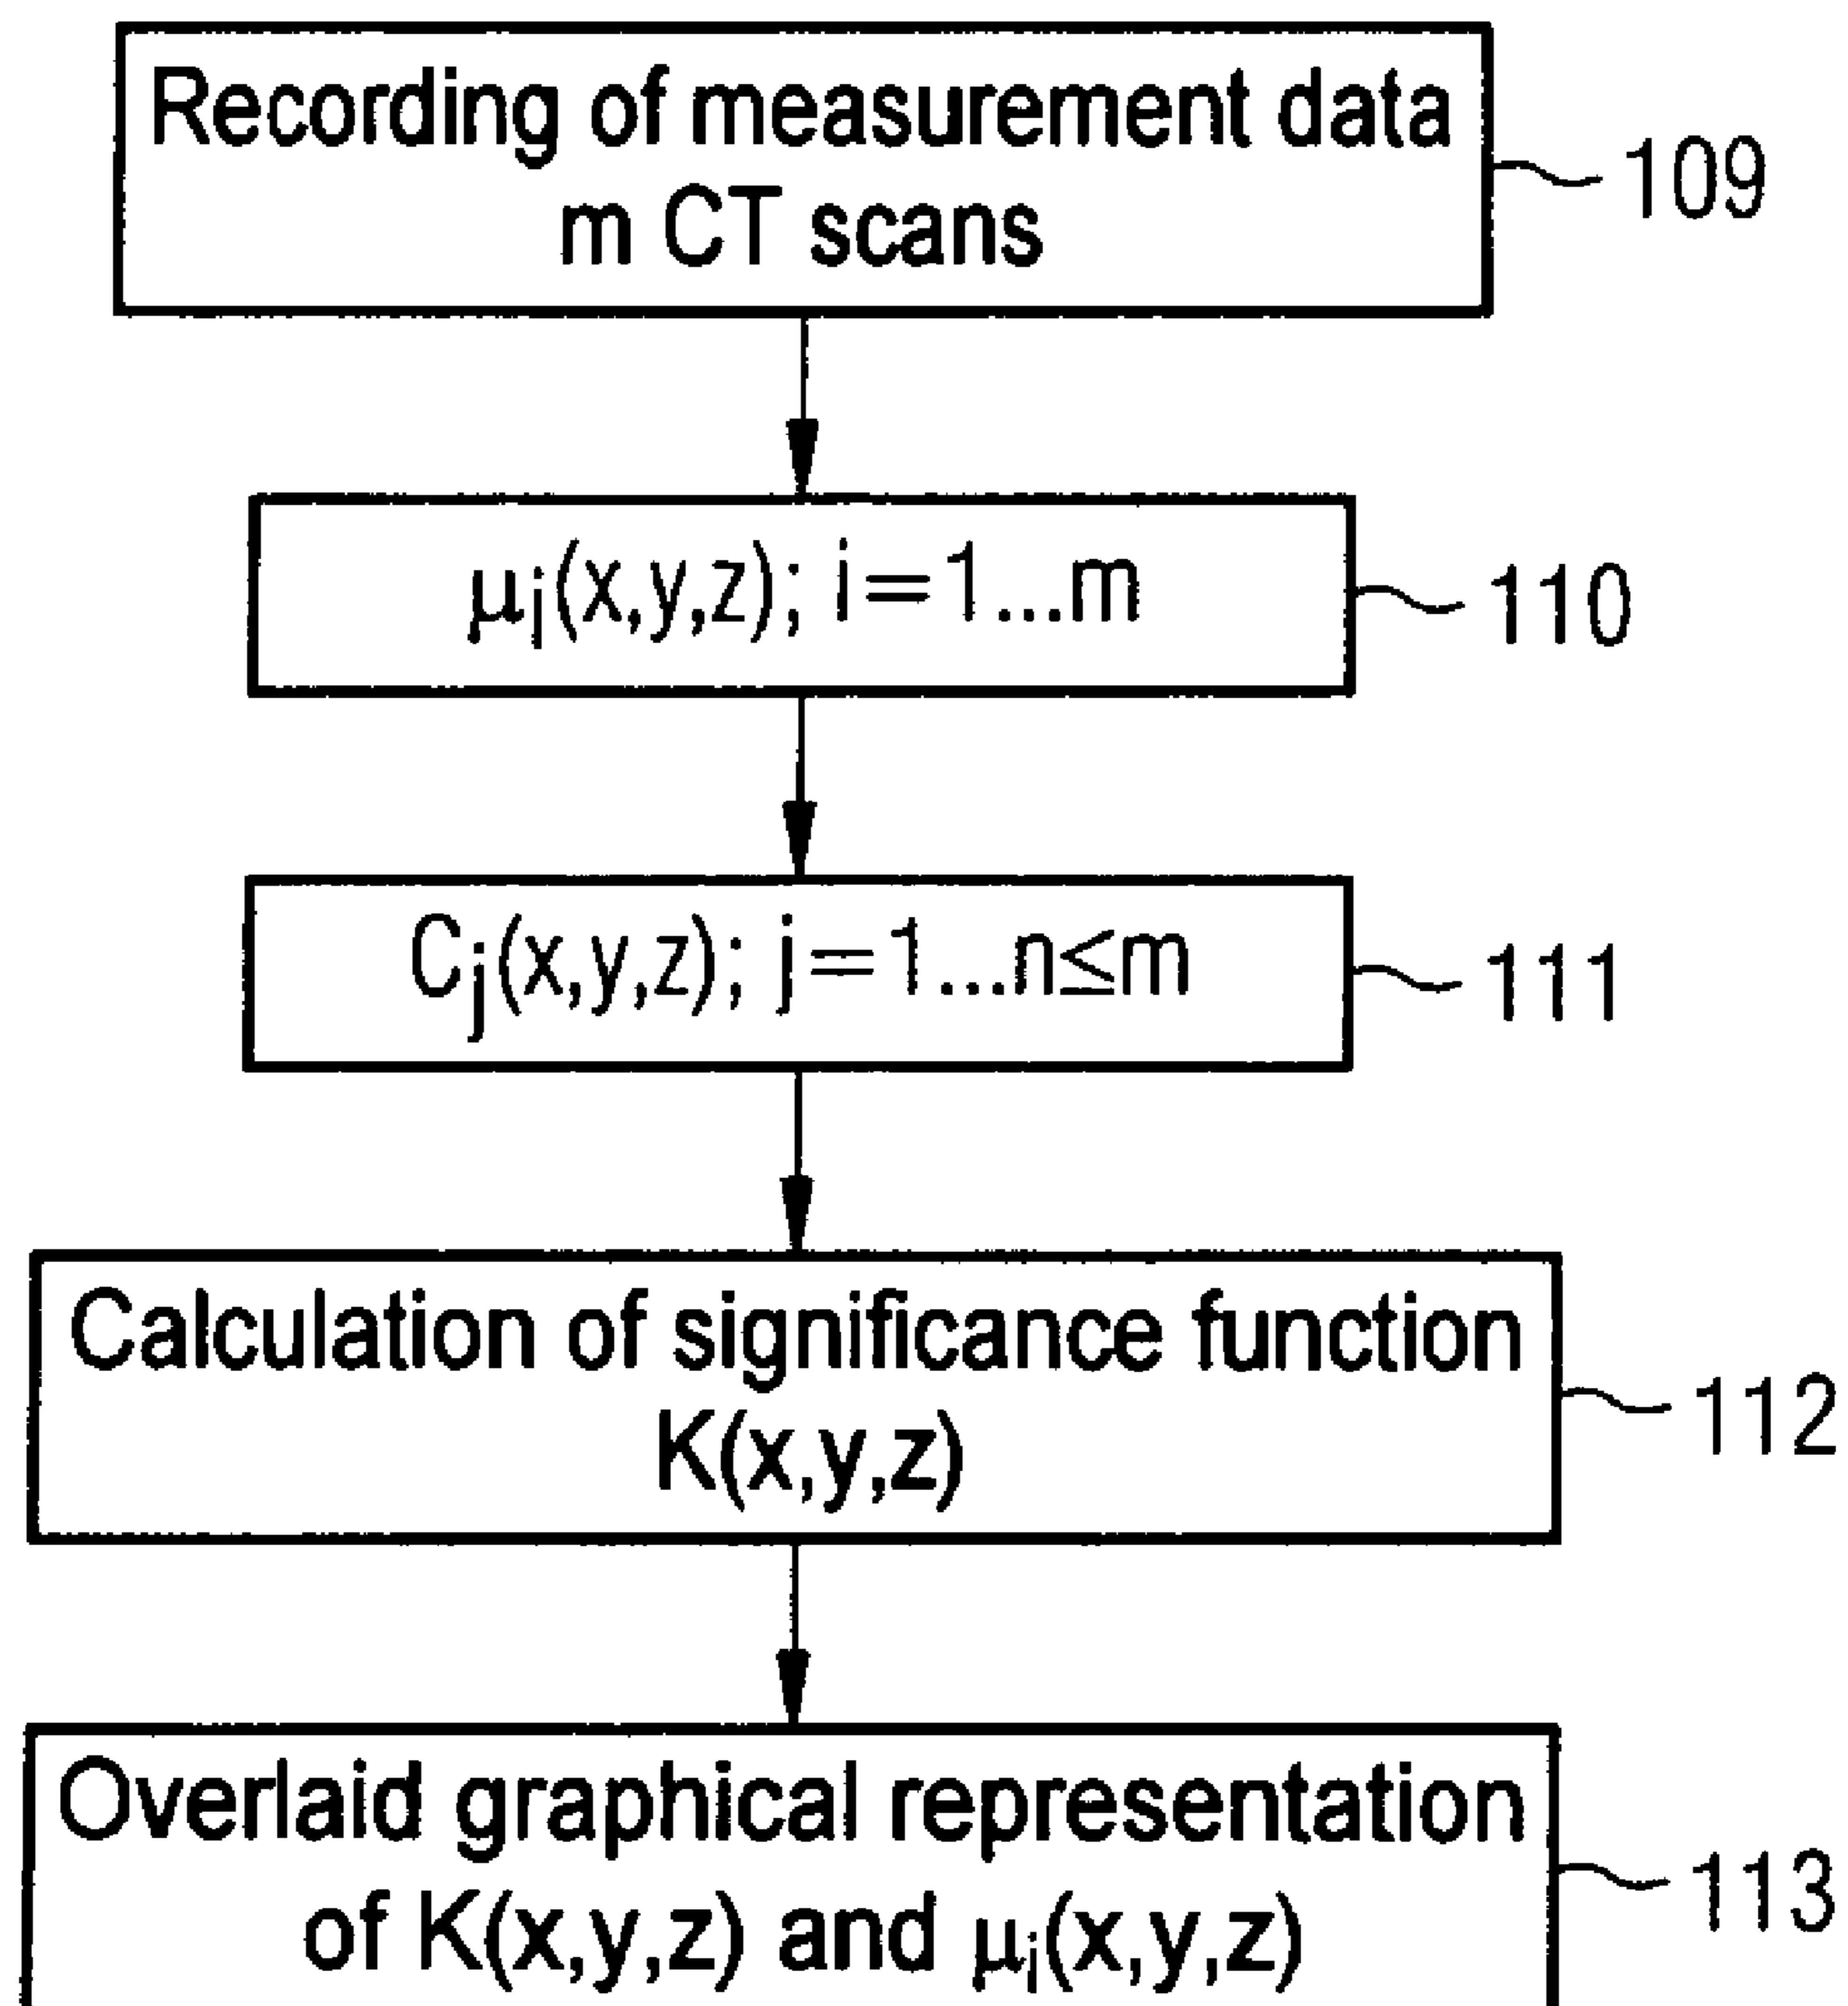 Recording of measurement data
m CT scans
109
μi(x,y,z); i=1...m
110
Cj(x,y,z); j=1...n≤m
111
Calculation of significance function
K(x,y,z)
112
Overlaid graphical representation
of K(x,y,z) and μi(x,y,z)
113